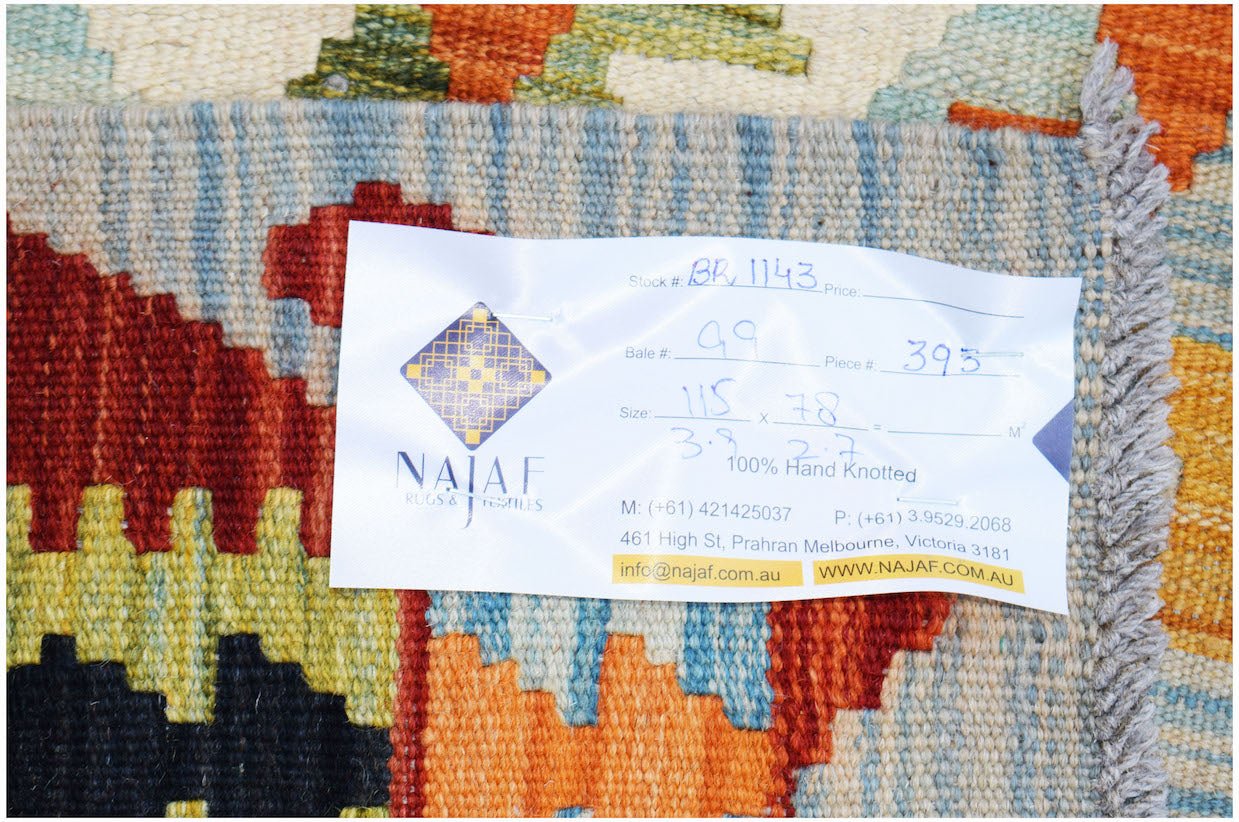 NAJAF
RUGS & TEXTILES
Stock #: BR 1143 Price:
Bale #: 99 Piece #: 393
Size: 115 x 78 = M²
3.8 2.7
100% Hand Knotted
M: (+61) 421425037 P: (+61) 3.9529.2068
461 High St, Prahran Melbourne, Victoria 3181
info@najaf.com.au WWW.NAJAF.COM.AU